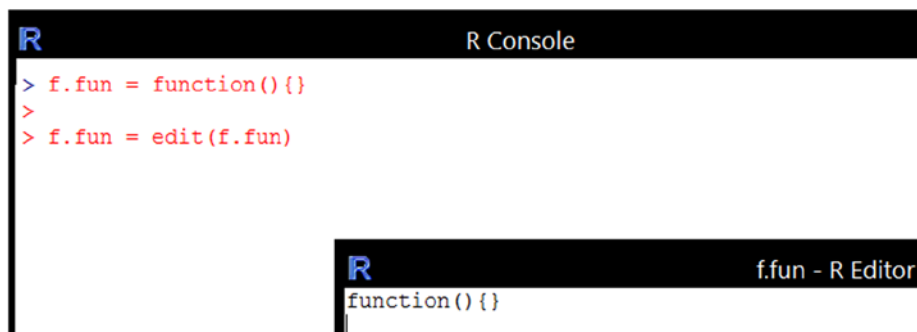 R R Console
> f.fun = function(){}
>
> f.fun = edit(f.fun)
R f.fun - R Editor
function(){}